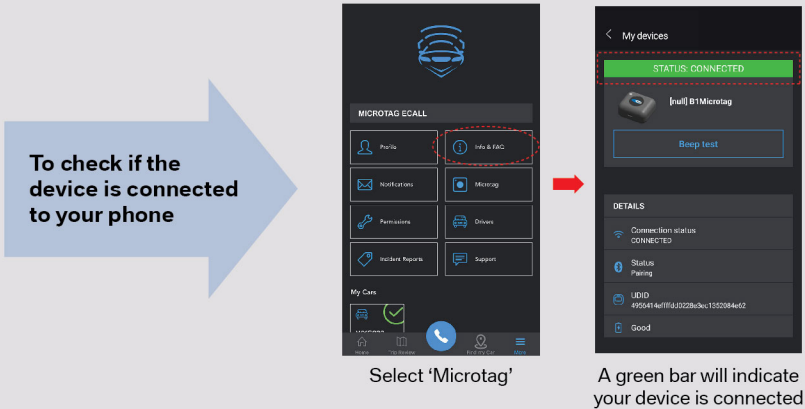 To check if the
device is connected
to your phone
MICROTAG ECALL
Profile
Info & FAQ
Notifications
Microtag
Permissions
Drivers
Incident Reports
Support
My Cars
Home
Trip Review
Find my Car
More
Select ‘Microtag’
My devices
STATUS: CONNECTED
[null] B1Microtag
Beep test
DETAILS
Connection status
CONNECTED
Status
Pairing
UDID
Good
A green bar will indicate
your device is connected